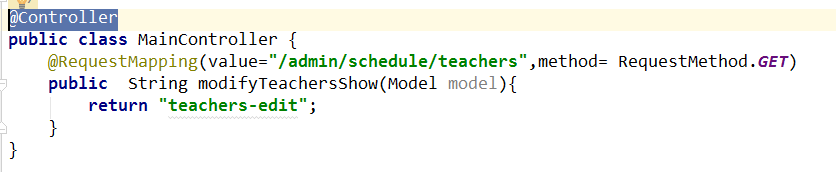 @Controller
public class MainController {
@RequestMapping(value="/admin/schedule/teachers",method= RequestMethod.GET)
public  String modifyTeachersShow(Model model){
return "teachers-edit";
}
}